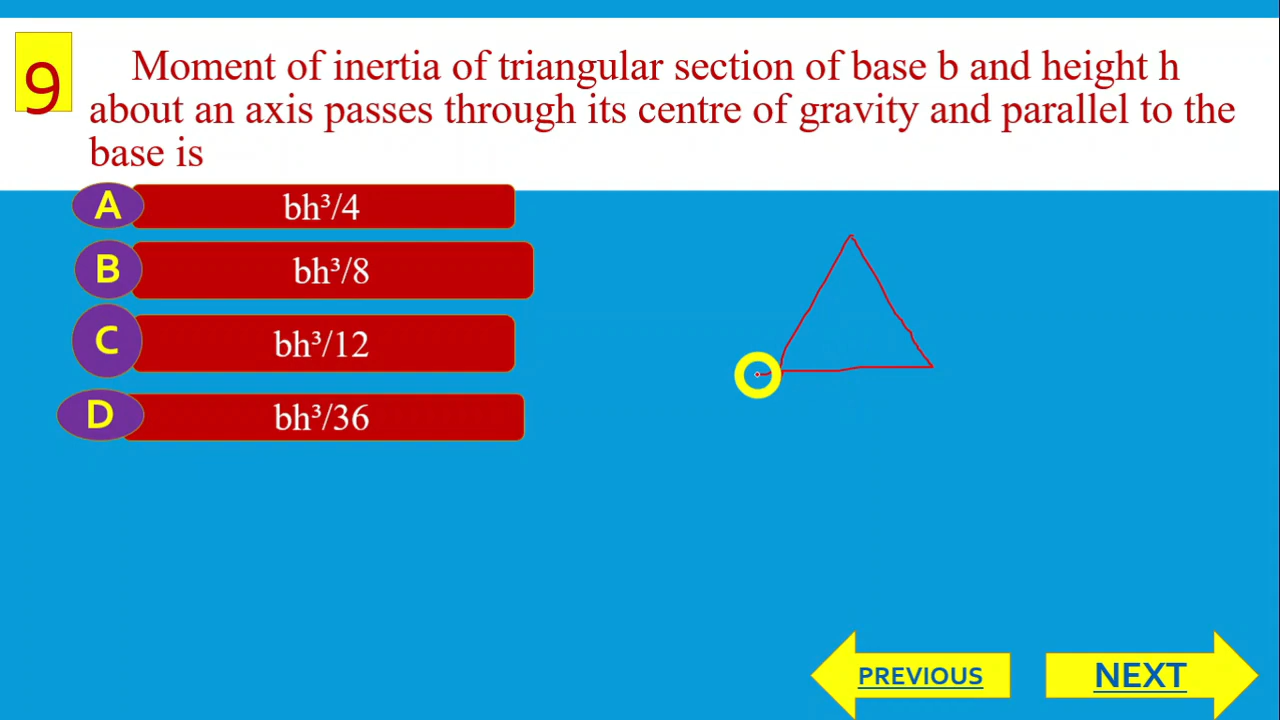 9
Moment of inertia of triangular section of base b and height h
about an axis passes through its centre of gravity and parallel to the
base is
A bh³/4
B bh³/8
C bh³/12
D bh³/36
PREVIOUS
NEXT